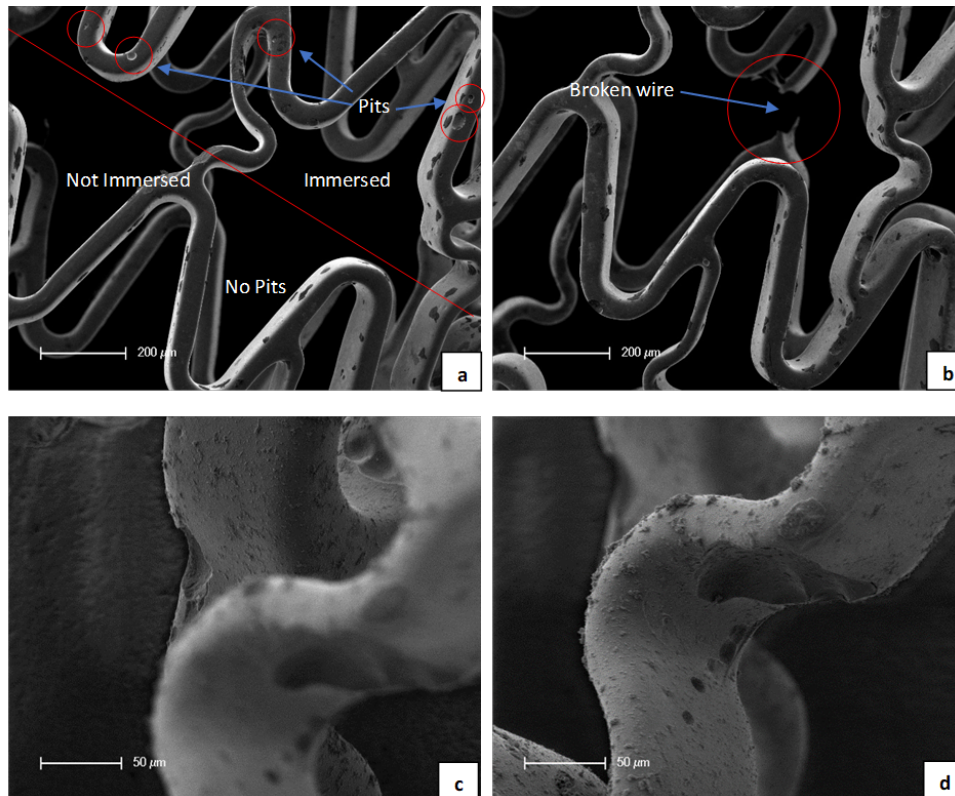 Pits
Not Immersed
Immersed
No Pits
200 µm
a
Broken wire
200 µm
b
50 µm
c
50 µm
d